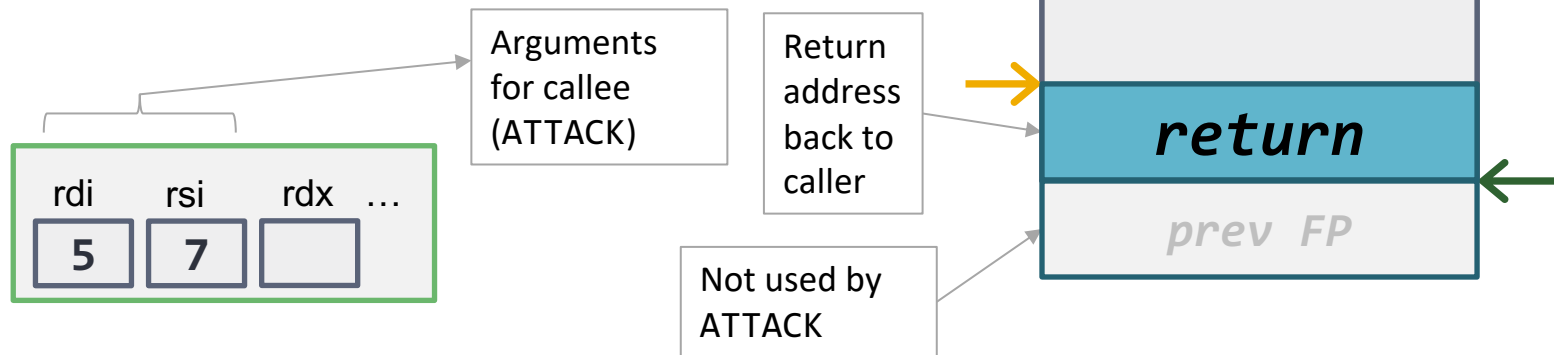 Arguments
for callee
(ATTACK)
Return
address
back to
caller
return
rdi rsi rdx …
5 7
prev FP
Not used by
ATTACK